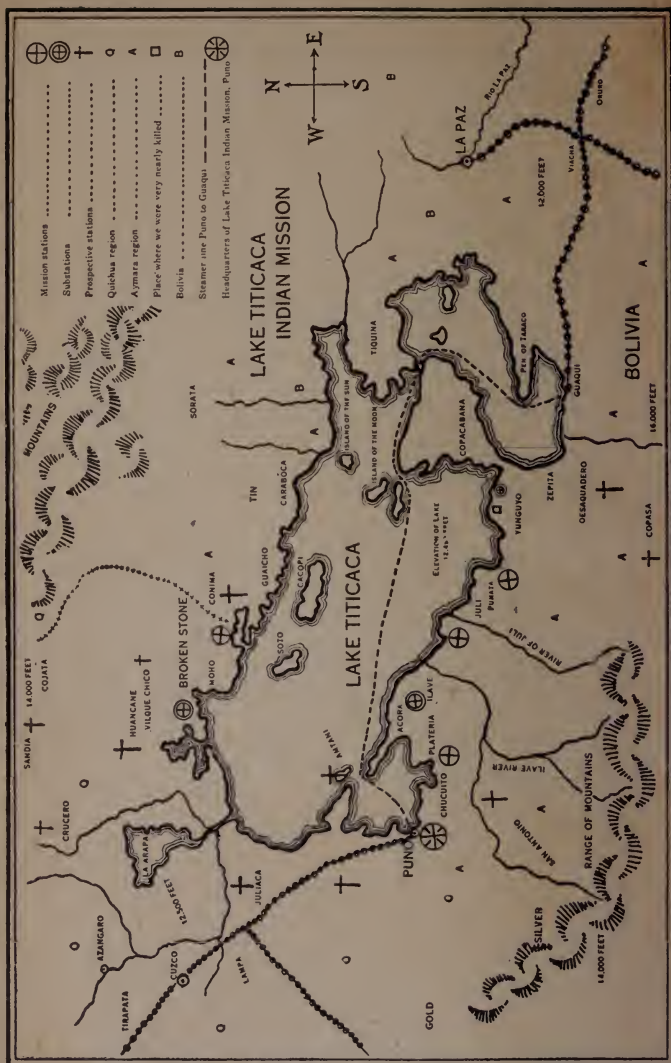 Mission stations
Substations
Prospective stations
Quichua region Q
Aymara region A
Place where we were very nearly killed
Bolivia B
Steamer line Puno to Guaqui
Headquarters of Lake Titicaca Indian Mission, Puno
N
W E
S
LAKE TITICACA
INDIAN MISSION
MOUNTAINS
SORATA
A
B
A
TIN
CARABOCA
Q
A
CONIMA
GUAICHO
14.000 FEET
COJATA
SANDIA
HUANCANE
VILQUE CHICO
BROKEN STONE
MOHO
CRUCERO
Q
LA ARAPA
AZANGARO
Q
12.500 FEET
CUZCO
TIRAPATA
JULIACA
LANPA
Q
Q
Q
SOTO
CACOPI
LAKE TITICACA
ISLAND OF THE SUN
ISLAND OF THE MOON
TIQUINA
COPACABANA
ELEVATION OF LAKE
PEN OF TARACO
AMTANI
PUNO
CHUCUITO
PLATERIA
ACORA
ILAVE
JULI
POMATA
YUNGUYO
ZEPITA
GUAQUI
BOLIVIA
OESAQUADERO
COPASA
16.000 FEET
RIVER OF JULI
ILAVE RIVER
SAN ANTONIO
RANGE OF MOUNTAINS
SILVER
14.000 FEET
GOLD
A
A
A
A
A
B
RIO LA PAZ
LA PAZ
B
A
A
12.000 FEET
VIACHA
ORURO
A